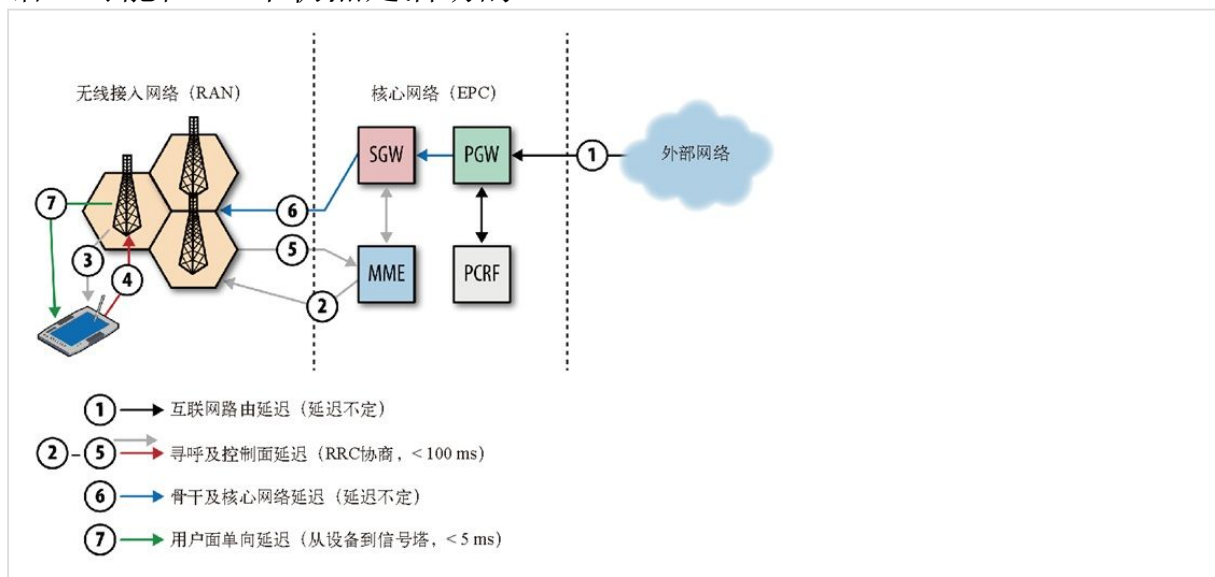 无线接入网络（RAN）
核心网络（EPC）
SGW
PGW
1
外部网络
7
6
3
4
5
MME
PCRF
2
1 互联网路由延迟（延迟不定）
2 – 5 寻呼及控制面延迟（RRC协商，< 100 ms）
6 骨干及核心网络延迟（延迟不定）
7 用户面单向延迟（从设备到信号塔，< 5 ms）